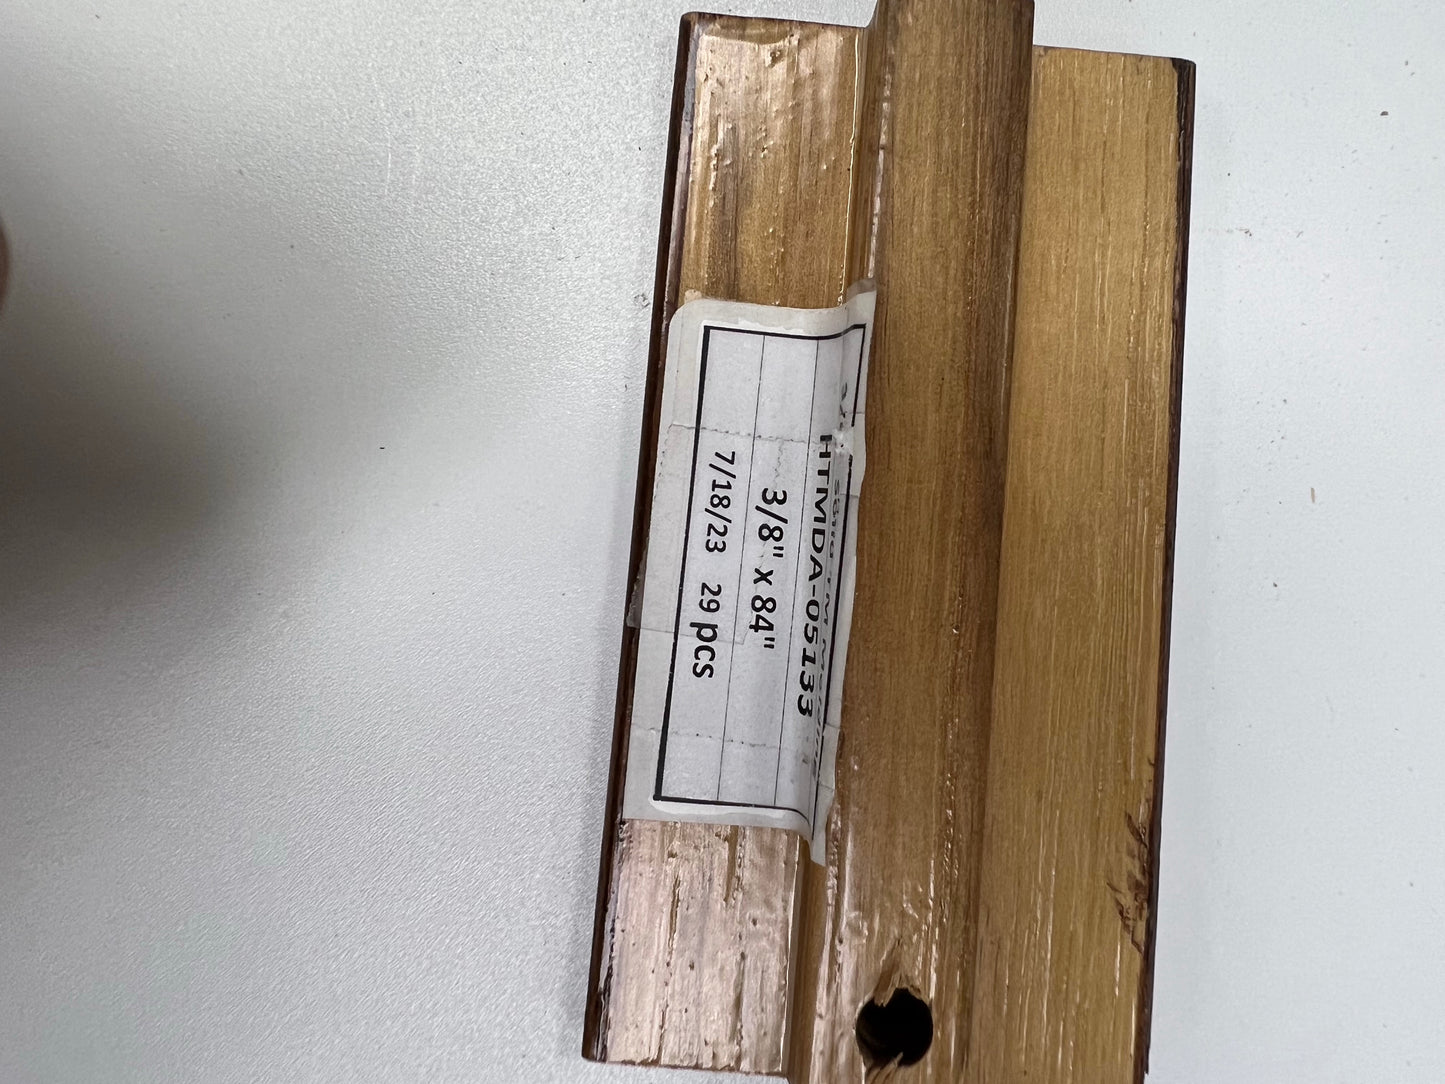 HTMDA-05133
3/8" x 84"
7/18/23 29 pcs